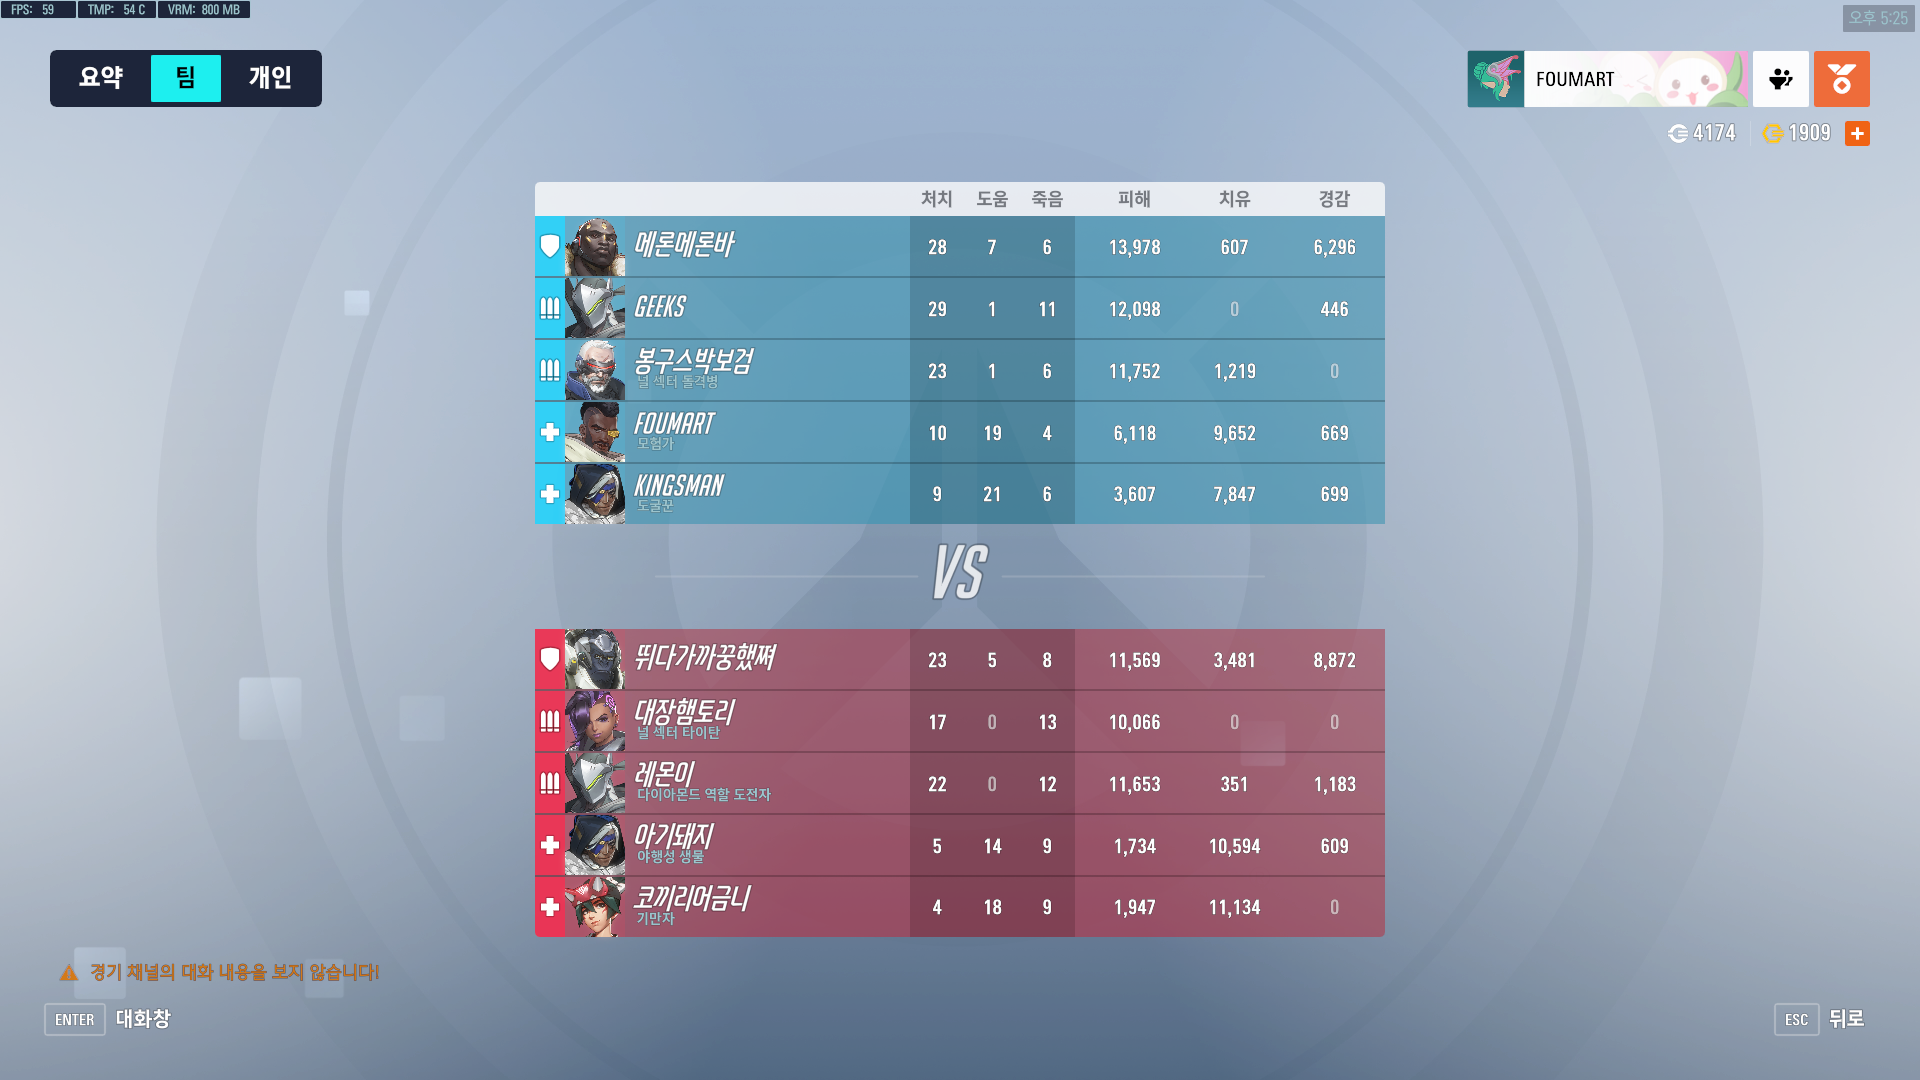 FPS: 59 TMP: 54 C VRM: 800 MB
오후 5:25
요약 팀 개인
FOUMART
4174 1909
처치 도움 죽음 피해 치유 경감
메론메론바 28 7 6 13,978 607 6,296
GEEKS 29 1 11 12,098 0 446
봉구스박보검 23 1 6 11,752 1,219 0
널 섹터 돌격병
FOUMART 10 19 4 6,118 9,652 669
모험가
KINGSMAN 9 21 6 3,607 7,847 699
도굴꾼
VS
뛰다가까꿍했쪄 23 5 8 11,569 3,481 8,872
대장햄토리 17 0 13 10,066 0 0
널 섹터 타이탄
레몬이 22 0 12 11,653 351 1,183
다이아몬드 역할 도전자
아기돼지 5 14 9 1,734 10,594 609
야행성 생물
코끼리어금니 4 18 9 1,947 11,134 0
기만자
경기 채널의 대화 내용을 보지 않습니다!
ENTER 대화창
ESC 뒤로